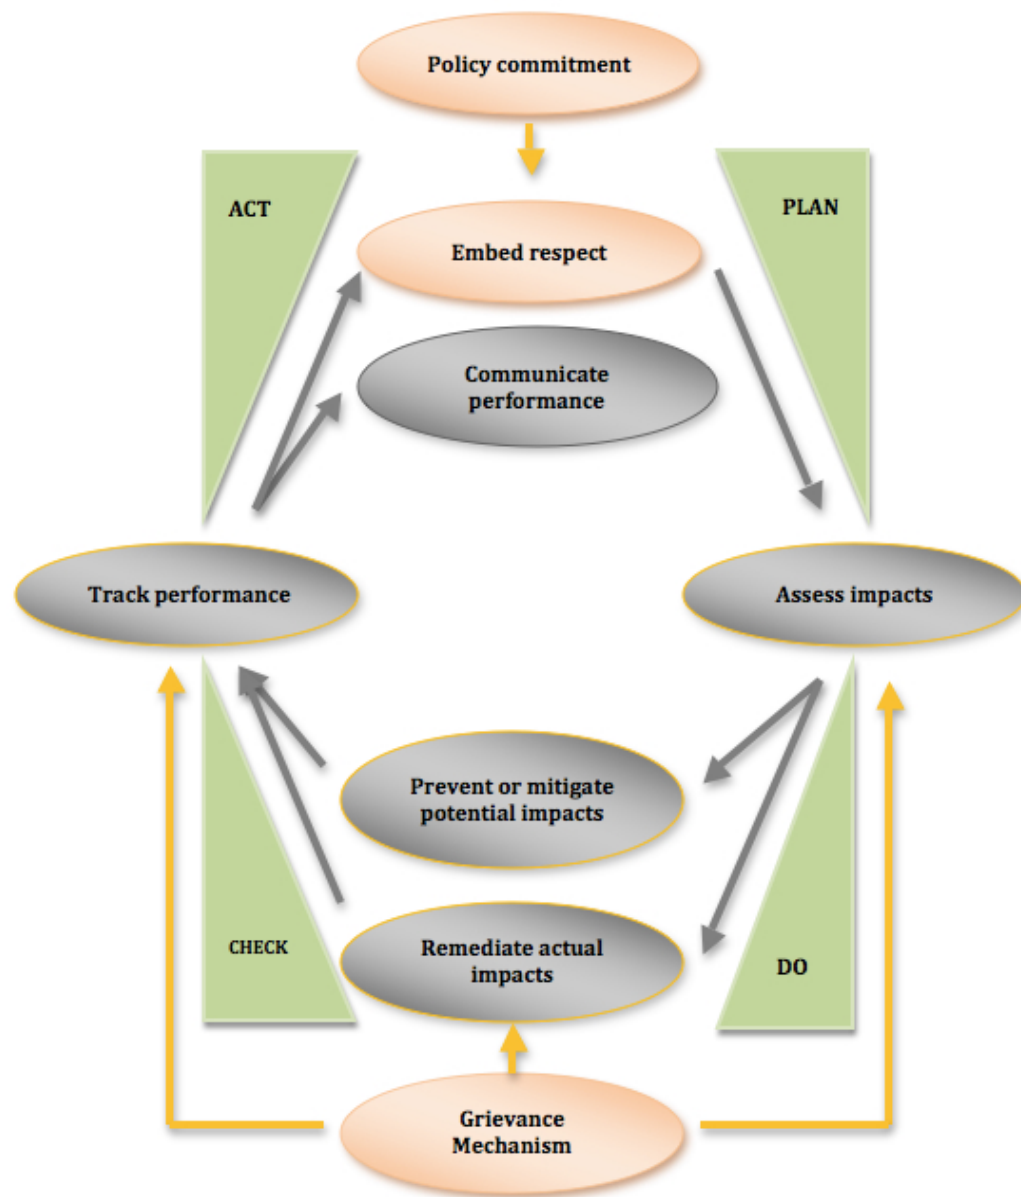 Policy commitment
ACT
PLAN
Embed respect
Communicate
performance
Track performance
Assess impacts
Prevent or mitigate
potential impacts
CHECK
Remediate actual
impacts
DO
Grievance
Mechanism